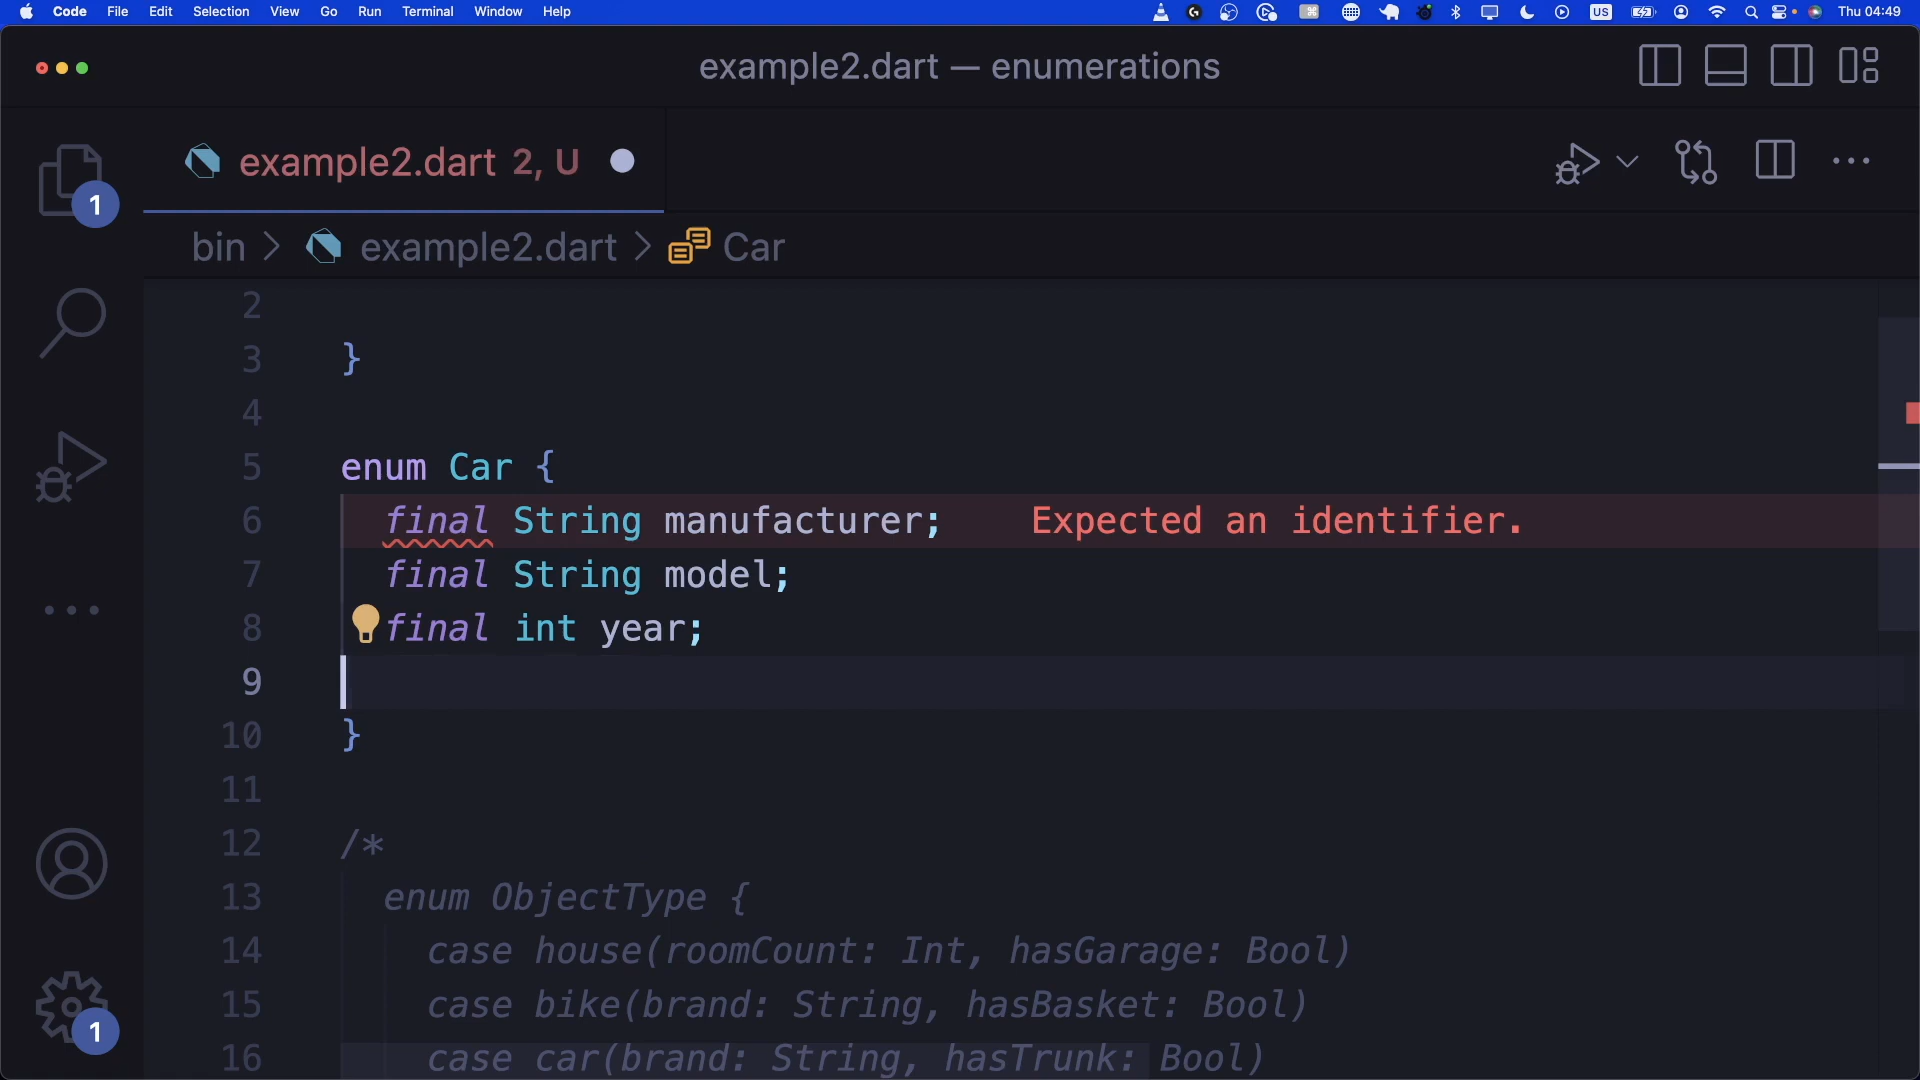 Code File Edit Selection View Go Run Terminal Window Help US Thu 04:49
example2.dart — enumerations
example2.dart 2, U
1
bin > example2.dart > Car
2
3 }
4
5 enum Car {
6 final String manufacturer; Expected an identifier.
7 final String model;
8 final int year;
9
10 }
11
12 /*
13 enum ObjectType {
14 case house(roomCount: Int, hasGarage: Bool)
15 case bike(brand: String, hasBasket: Bool)
1
16 case car(brand: String, hasTrunk: Bool)